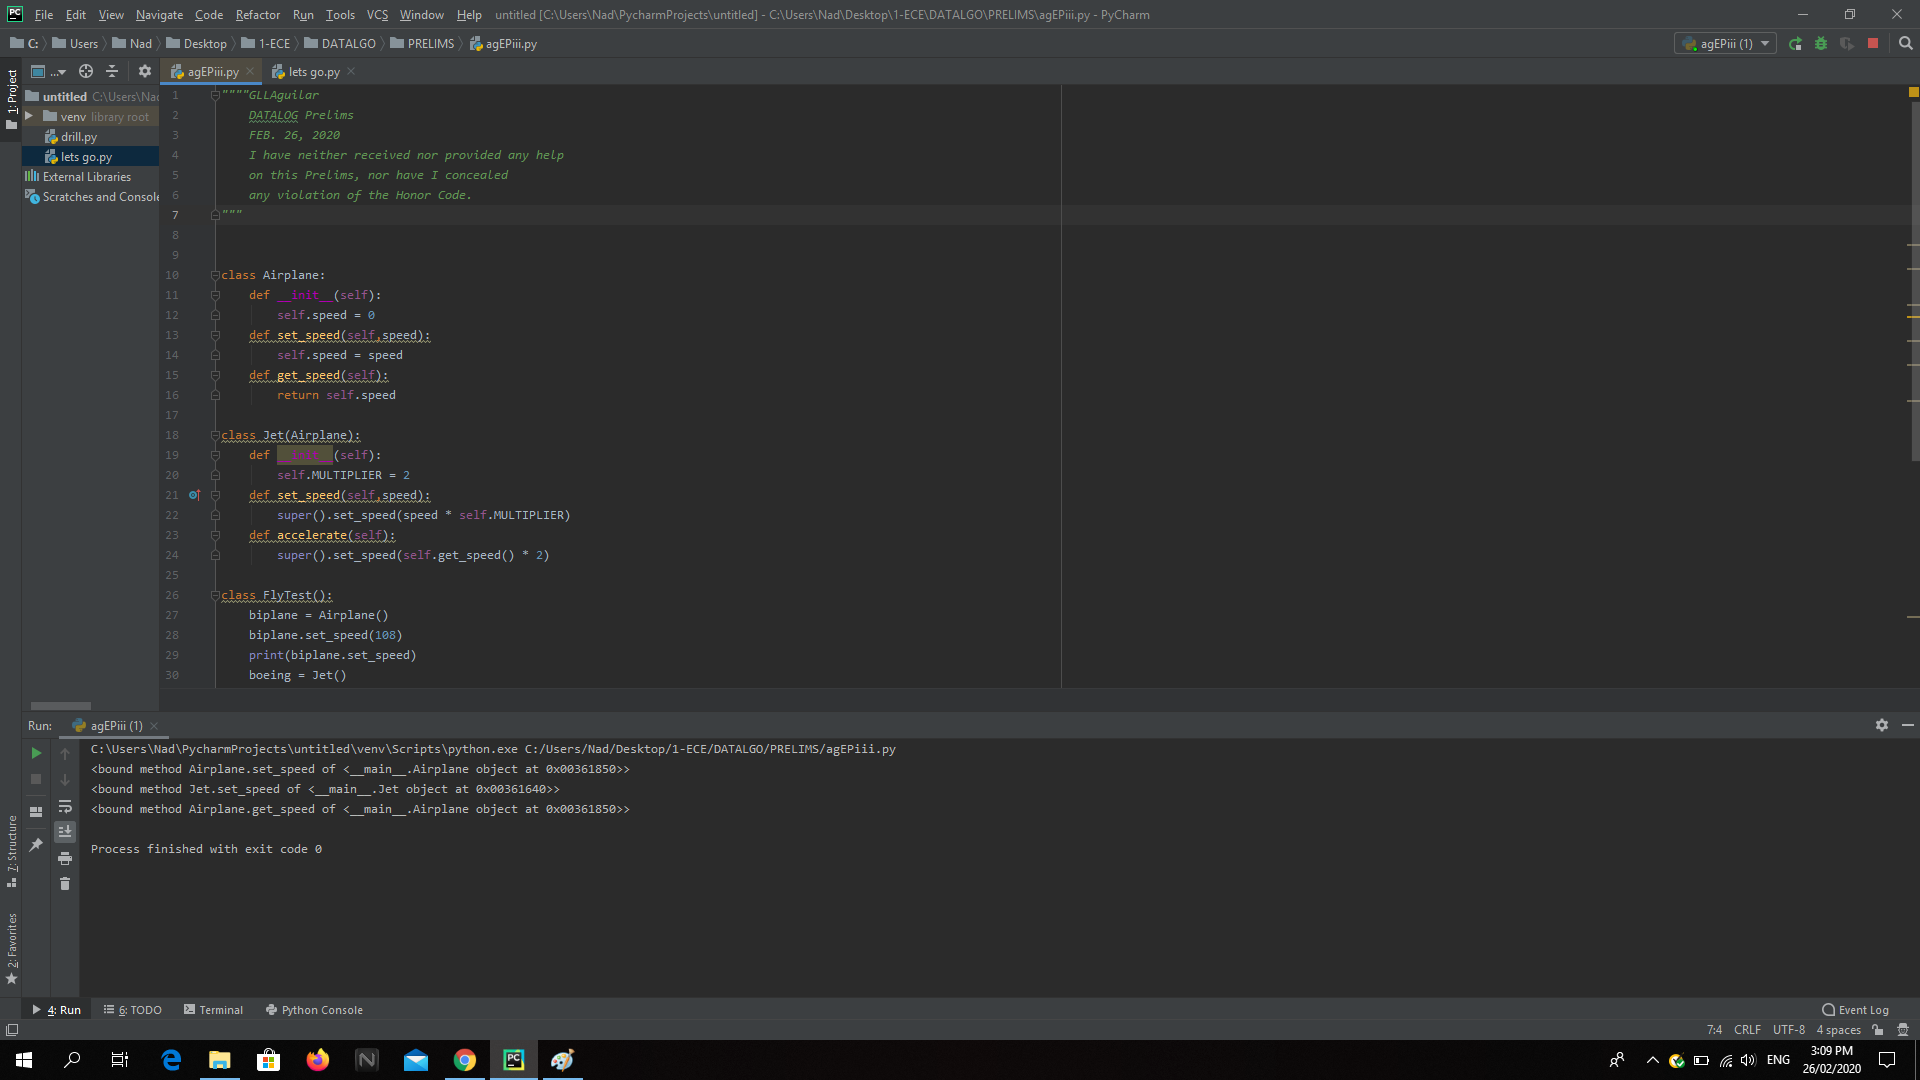 File Edit View Navigate Code Refactor Run Tools VCS Window Help untitled [C:\Users\Nad\PycharmProjects\untitled] - C:\Users\Nad\Desktop\1-ECE\DATALGO\PRELIMS\agEPiii.py - PyCharm
C: Users Nad Desktop 1-ECE DATALGO PRELIMS agEPiii.py agEPiii (1)
1: Project
... agEPiii.py lets go.py
untitled C:\Users\Nad
venv library root
drill.py
lets go.py
External Libraries
Scratches and Console
1 """"GLLAguilar
2 DATALOG Prelims
3 FEB. 26, 2020
4 I have neither received nor provided any help
5 on this Prelims, nor have I concealed
6 any violation of the Honor Code.
7 """
8
9
10 class Airplane:
11 def __init__(self):
12 self.speed = 0
13 def set_speed(self,speed):
14 self.speed = speed
15 def get_speed(self):
16 return self.speed
17
18 class Jet(Airplane):
19 def __init__(self):
20 self.MULTIPLIER = 2
21 def set_speed(self,speed):
22 super().set_speed(speed * self.MULTIPLIER)
23 def accelerate(self):
24 super().set_speed(self.get_speed() * 2)
25
26 class FlyTest():
27 biplane = Airplane()
28 biplane.set_speed(108)
29 print(biplane.set_speed)
30 boeing = Jet()
Run: agEPiii (1)
C:\Users\Nad\PycharmProjects\untitled\venv\Scripts\python.exe C:/Users/Nad/Desktop/1-ECE/DATALGO/PRELIMS/agEPiii.py
<bound method Airplane.set_speed of <__main__.Airplane object at 0x00361850>>
<bound method Jet.set_speed of <__main__.Jet object at 0x00361640>>
<bound method Airplane.get_speed of <__main__.Airplane object at 0x00361850>>
Process finished with exit code 0
7: Structure
2: Favorites
4: Run 6: TODO Terminal Python Console Event Log
7:4 CRLF UTF-8 4 spaces
ENG 3:09 PM
26/02/2020